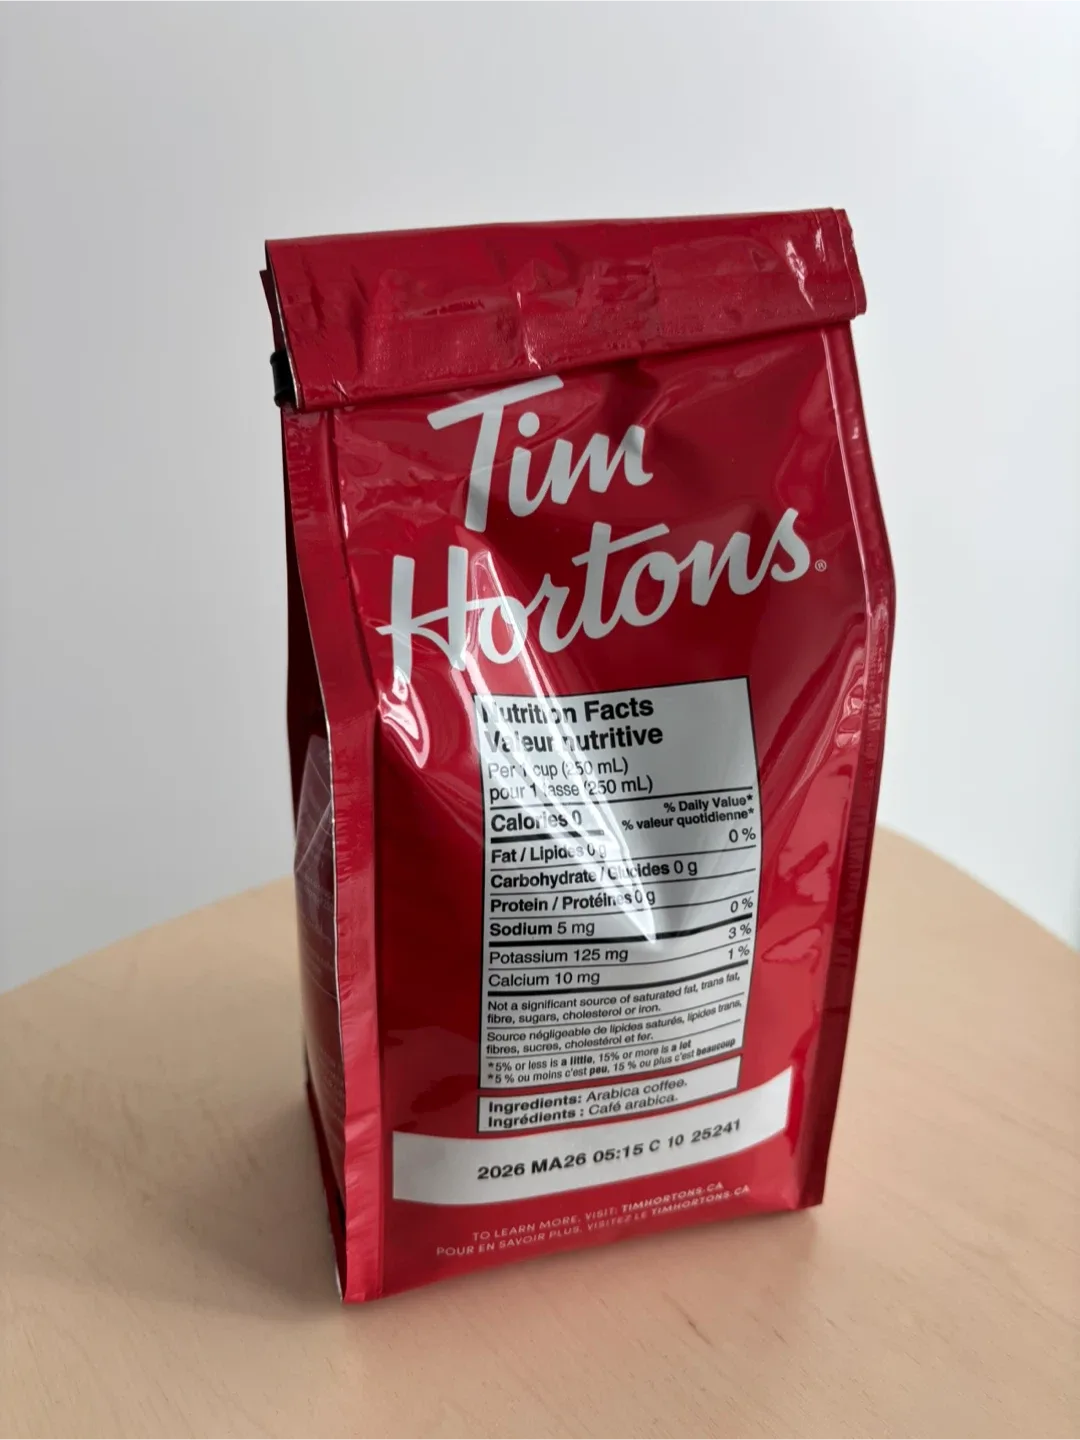 Tim
Hortons®
Nutrition Facts
Valeur nutritive
Per 1 cup (250 mL)
pour 1 tasse (250 mL)
% Daily Value*
% valeur quotidienne*
Calories 0
Fat / Lipides 0 g 0 %
Carbohydrate / Glucides 0 g
Protein / Protéines 0 g
Sodium 5 mg 0 %
Potassium 125 mg 3 %
Calcium 10 mg 1 %
Not a significant source of saturated fat, trans fat,
fibre, sugars, cholesterol or iron.
Source négligeable de lipides saturés, lipides trans,
fibres, sucres, cholestérol et fer.
*5% or less is a little, 15% or more is a lot
*5 % ou moins c'est peu, 15 % ou plus c'est beaucoup
Ingredients: Arabica coffee.
Ingrédients : Café arabica.
2026 MA26 05:15 C 10 25241
TO LEARN MORE, VISIT: TIMHORTONS.CA
POUR EN SAVOIR PLUS, VISITEZ LE TIMHORTONS.CA